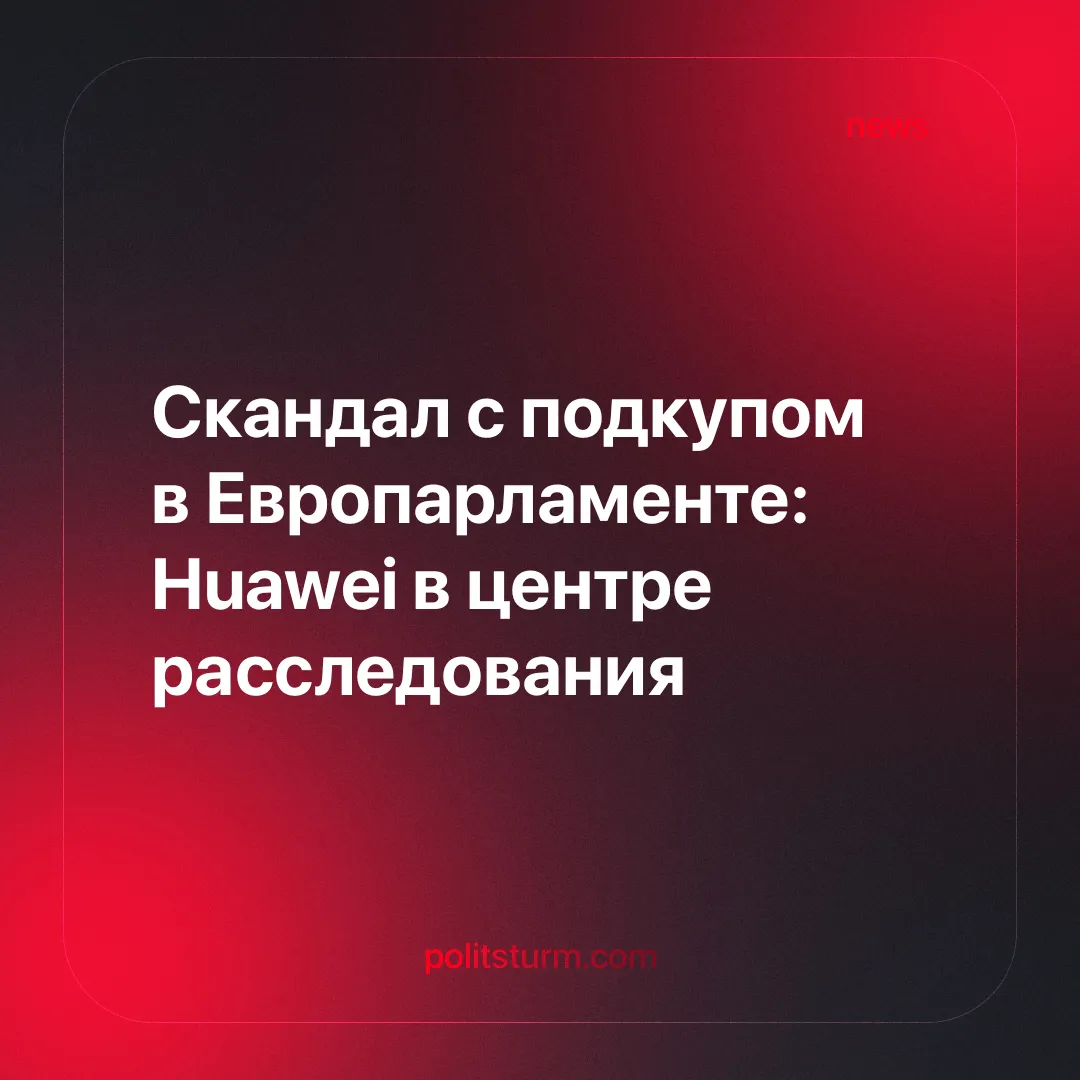 news
Скандал с подкупом
в Европарламенте:
Huawei в центре
расследования
politsturm.com